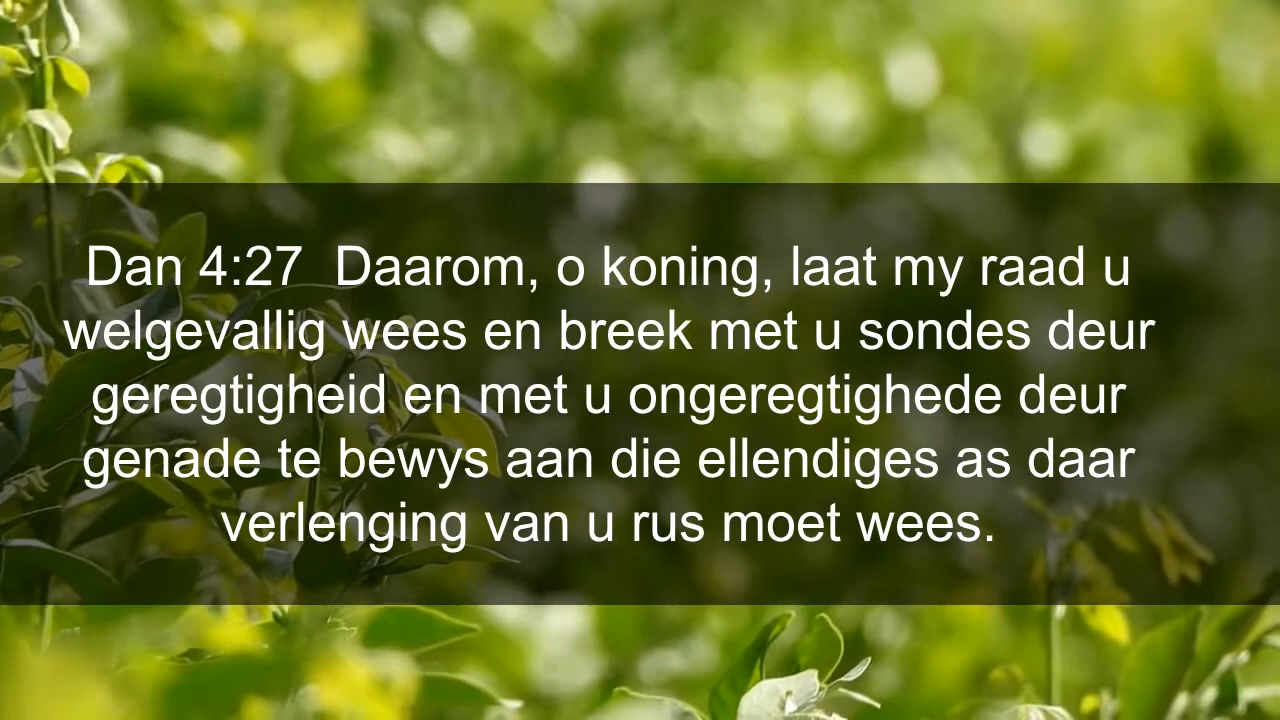 Dan 4:27  Daarom, o koning, laat my raad u
welgevallig wees en breek met u sondes deur
geregtigheid en met u ongeregtighede deur
genade te bewys aan die ellendiges as daar
verlenging van u rus moet wees.